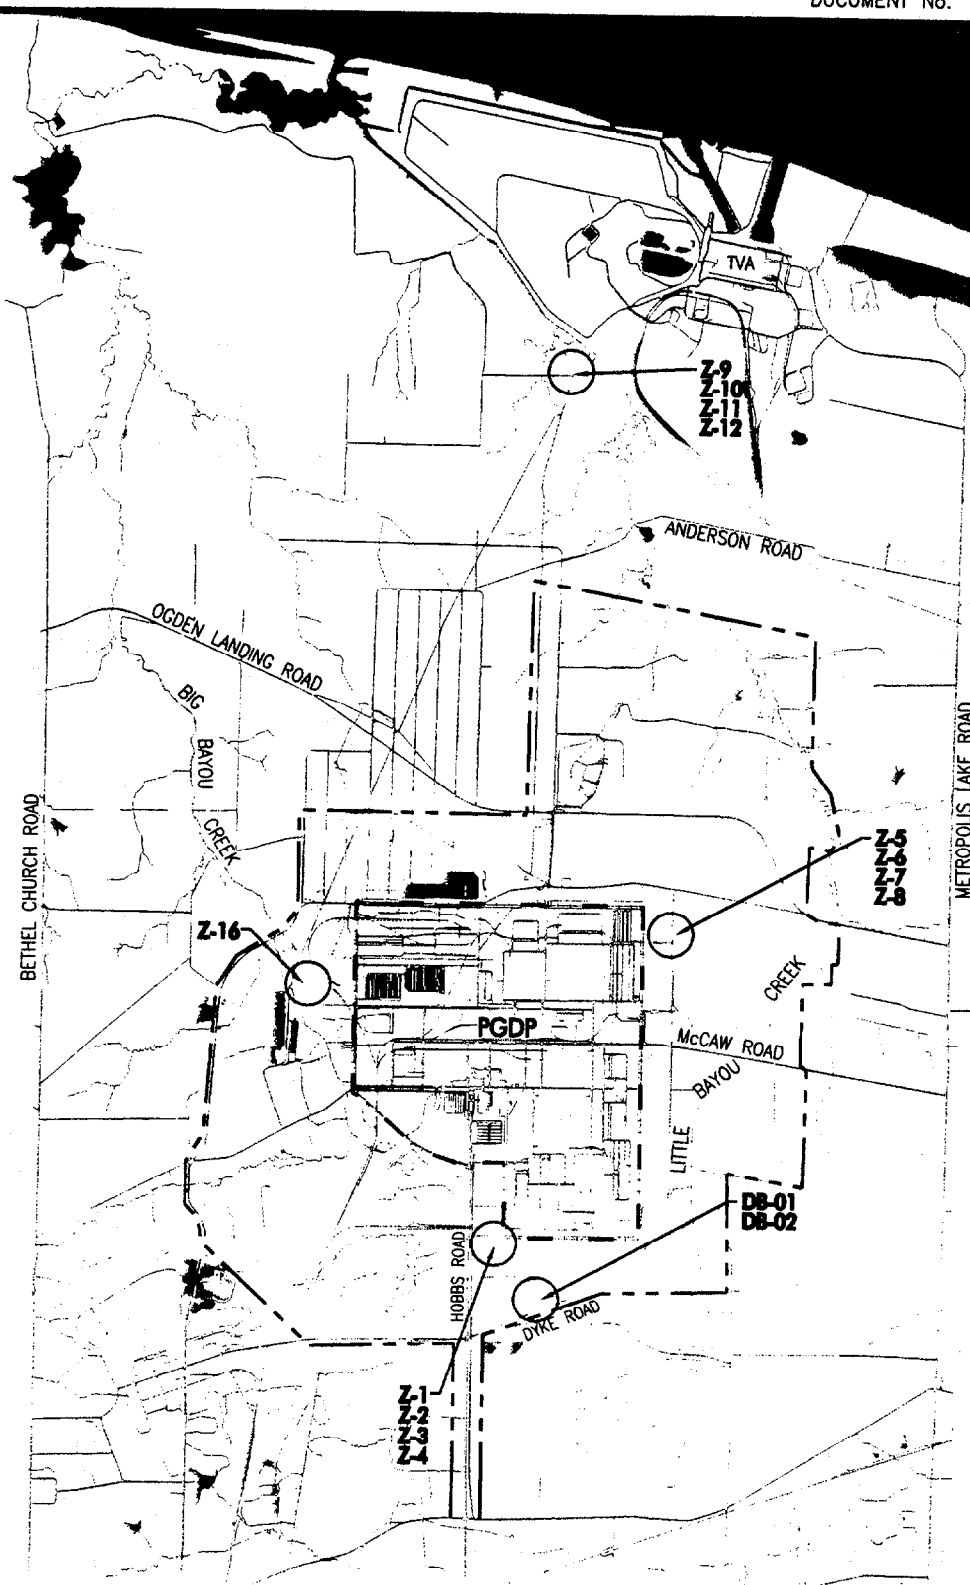 DOCUMENT No.
TVA
Z-9
Z-10
Z-11
Z-12
ANDERSON ROAD
OGDEN LANDING ROAD
BIG
BAYOU
CREEK
METROPOLIS LAKE ROAD
BETHEL CHURCH ROAD
Z-5
Z-6
Z-7
Z-8
Z-16
CREEK
PGDP
McCAW ROAD
BAYOU
LITTLE
DB-01
DB-02
HOBBS ROAD
DYKE ROAD
Z-1
Z-2
Z-3
Z-4